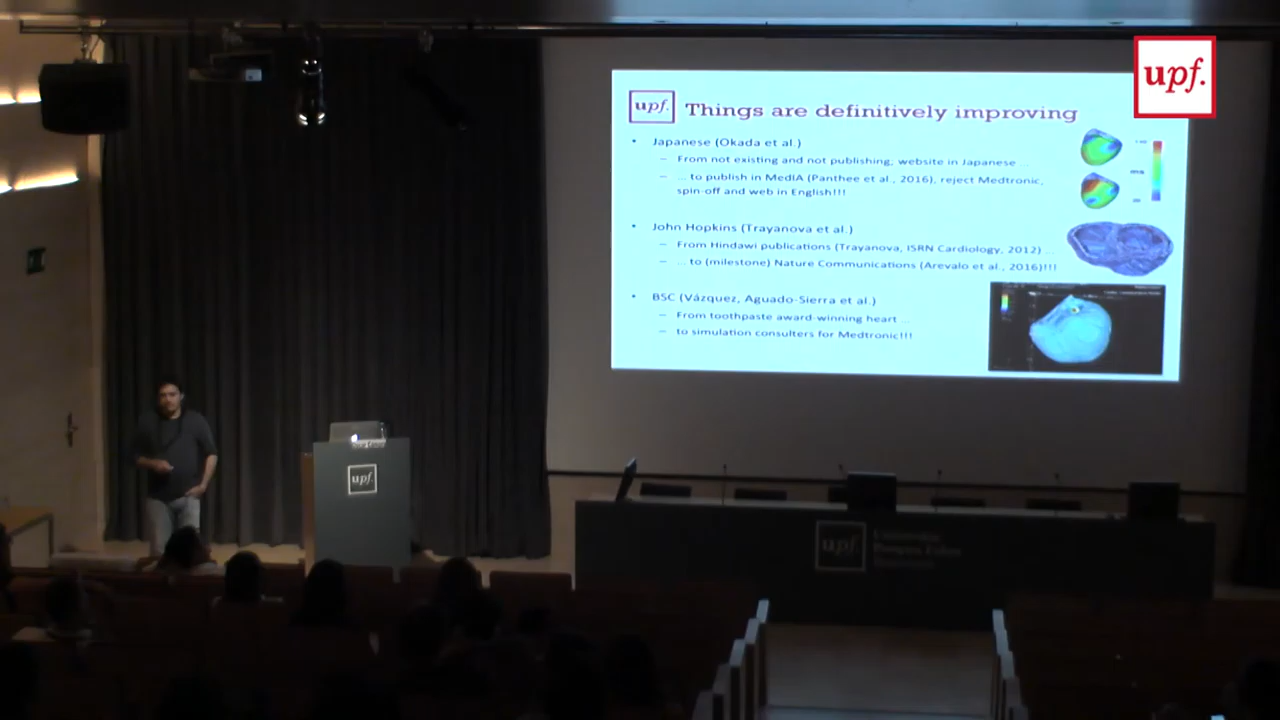 upf.
upf. Things are definitively improving
• Japanese (Okada et al.)
– From not existing and not publishing, website in Japanese ...
– ... to publish in MedIA (Panthee et al., 2016), reject Medtronic,
spin-off and web in English!!!
• John Hopkins (Trayanova et al.)
– From Hindawi publications (Trayanova, ISRN Cardiology, 2012) ...
– ... to (milestone) Nature Communications (Arevalo et al., 2016)!!!
• BSC (Vázquez, Aguado-Sierra et al.)
– From toothpaste award-winning heart ...
– to simulation consulters for Medtronic!!!
upf.
upf.